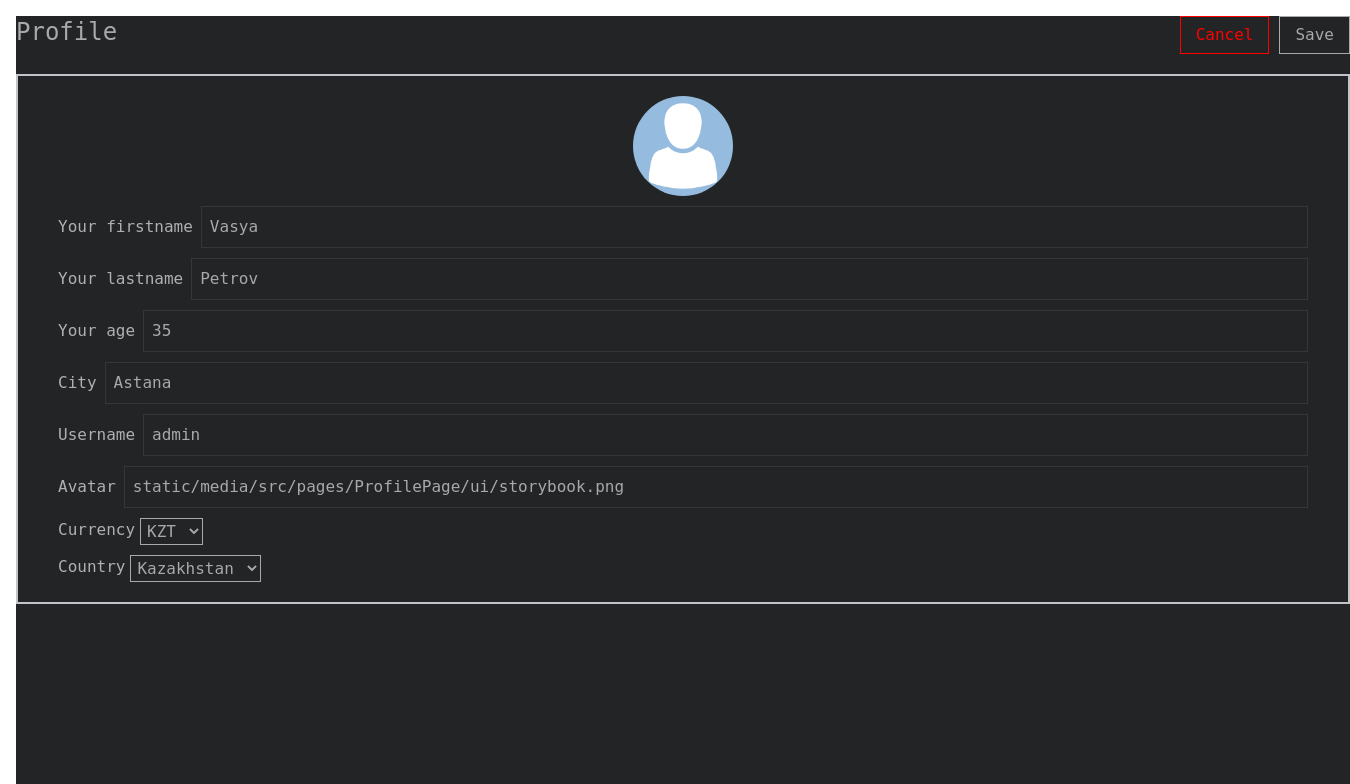 Profile Cancel Save
Your firstname Vasya
Your lastname Petrov
Your age 35
City Astana
Username admin
Avatar static/media/src/pages/ProfilePage/ui/storybook.png
Currency KZT
Country Kazakhstan